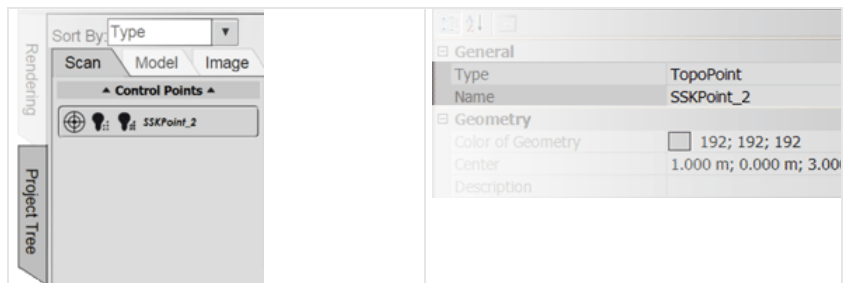 Sort By: Type
Rendering
Scan Model Image
Control Points
SSKPoint_2
Project Tree
General
Type TopoPoint
Name SSKPoint_2
Geometry
Color of Geometry 192; 192; 192
Center 1.000 m; 0.000 m; 3.00
Description